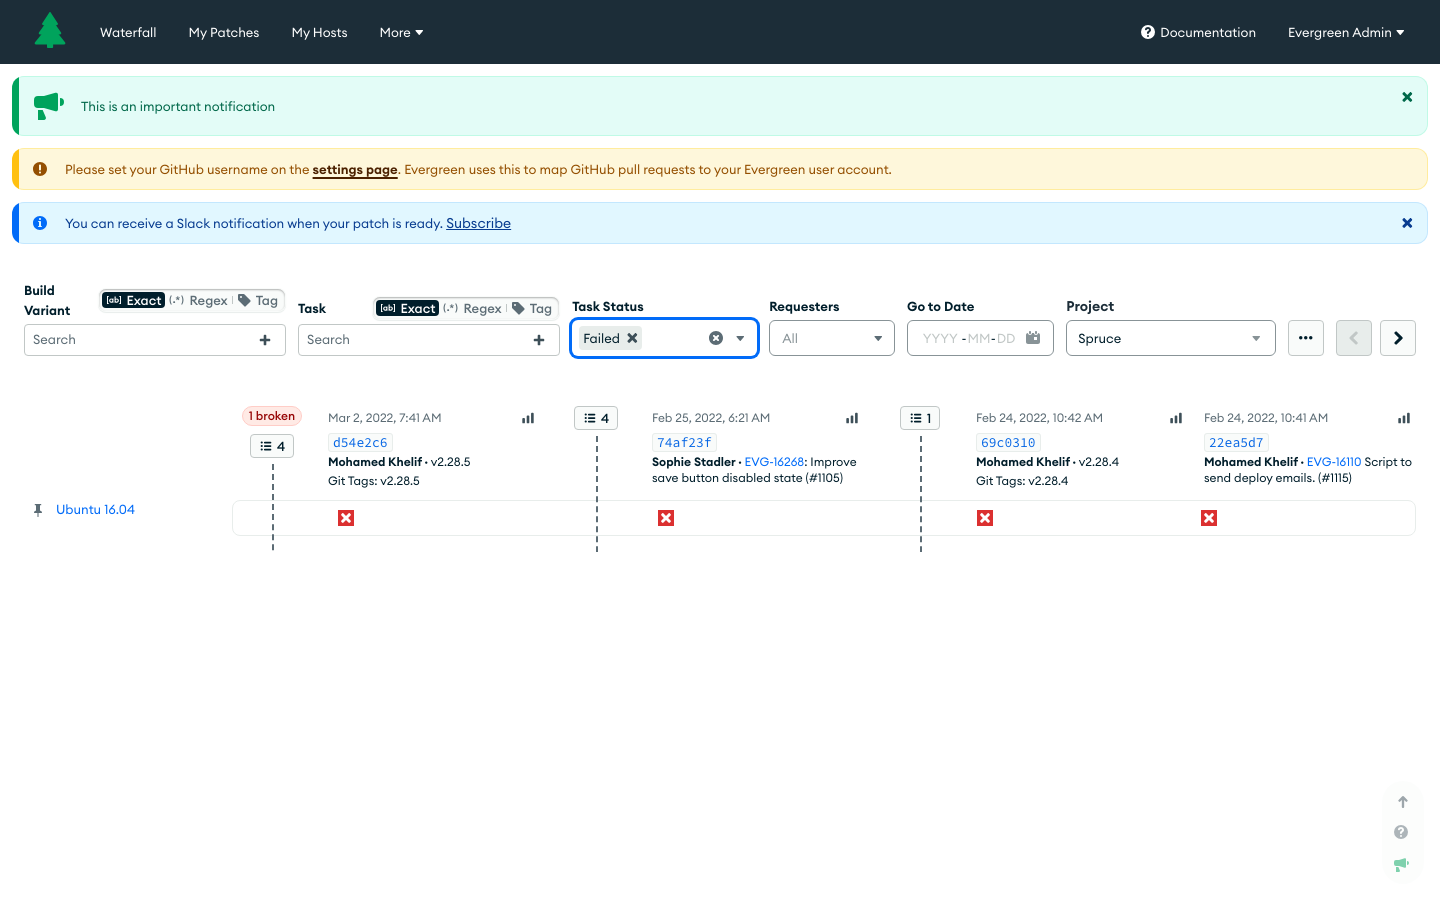 Waterfall My Patches My Hosts More Documentation Evergreen Admin
This is an important notification
Please set your GitHub username on the settings page. Evergreen uses this to map GitHub pull requests to your Evergreen user account.
You can receive a Slack notification when your patch is ready. Subscribe
Build Variant
[ab] Exact (.*) Regex Tag
Search
Task
[ab] Exact (.*) Regex Tag
Search
Task Status
Failed
Requesters
All
Go to Date
YYYY -MM-DD
Project
Spruce
1 broken
4
Mar 2, 2022, 7:41 AM
d54e2c6
Mohamed Khelif · v2.28.5
Git Tags: v2.28.5
4
Feb 25, 2022, 6:21 AM
74af23f
Sophie Stadler · EVG-16268: Improve
save button disabled state (#1105)
1
Feb 24, 2022, 10:42 AM
69c0310
Mohamed Khelif · v2.28.4
Git Tags: v2.28.4
Feb 24, 2022, 10:41 AM
22ea5d7
Mohamed Khelif · EVG-16110 Script to
send deploy emails. (#1115)
Ubuntu 16.04